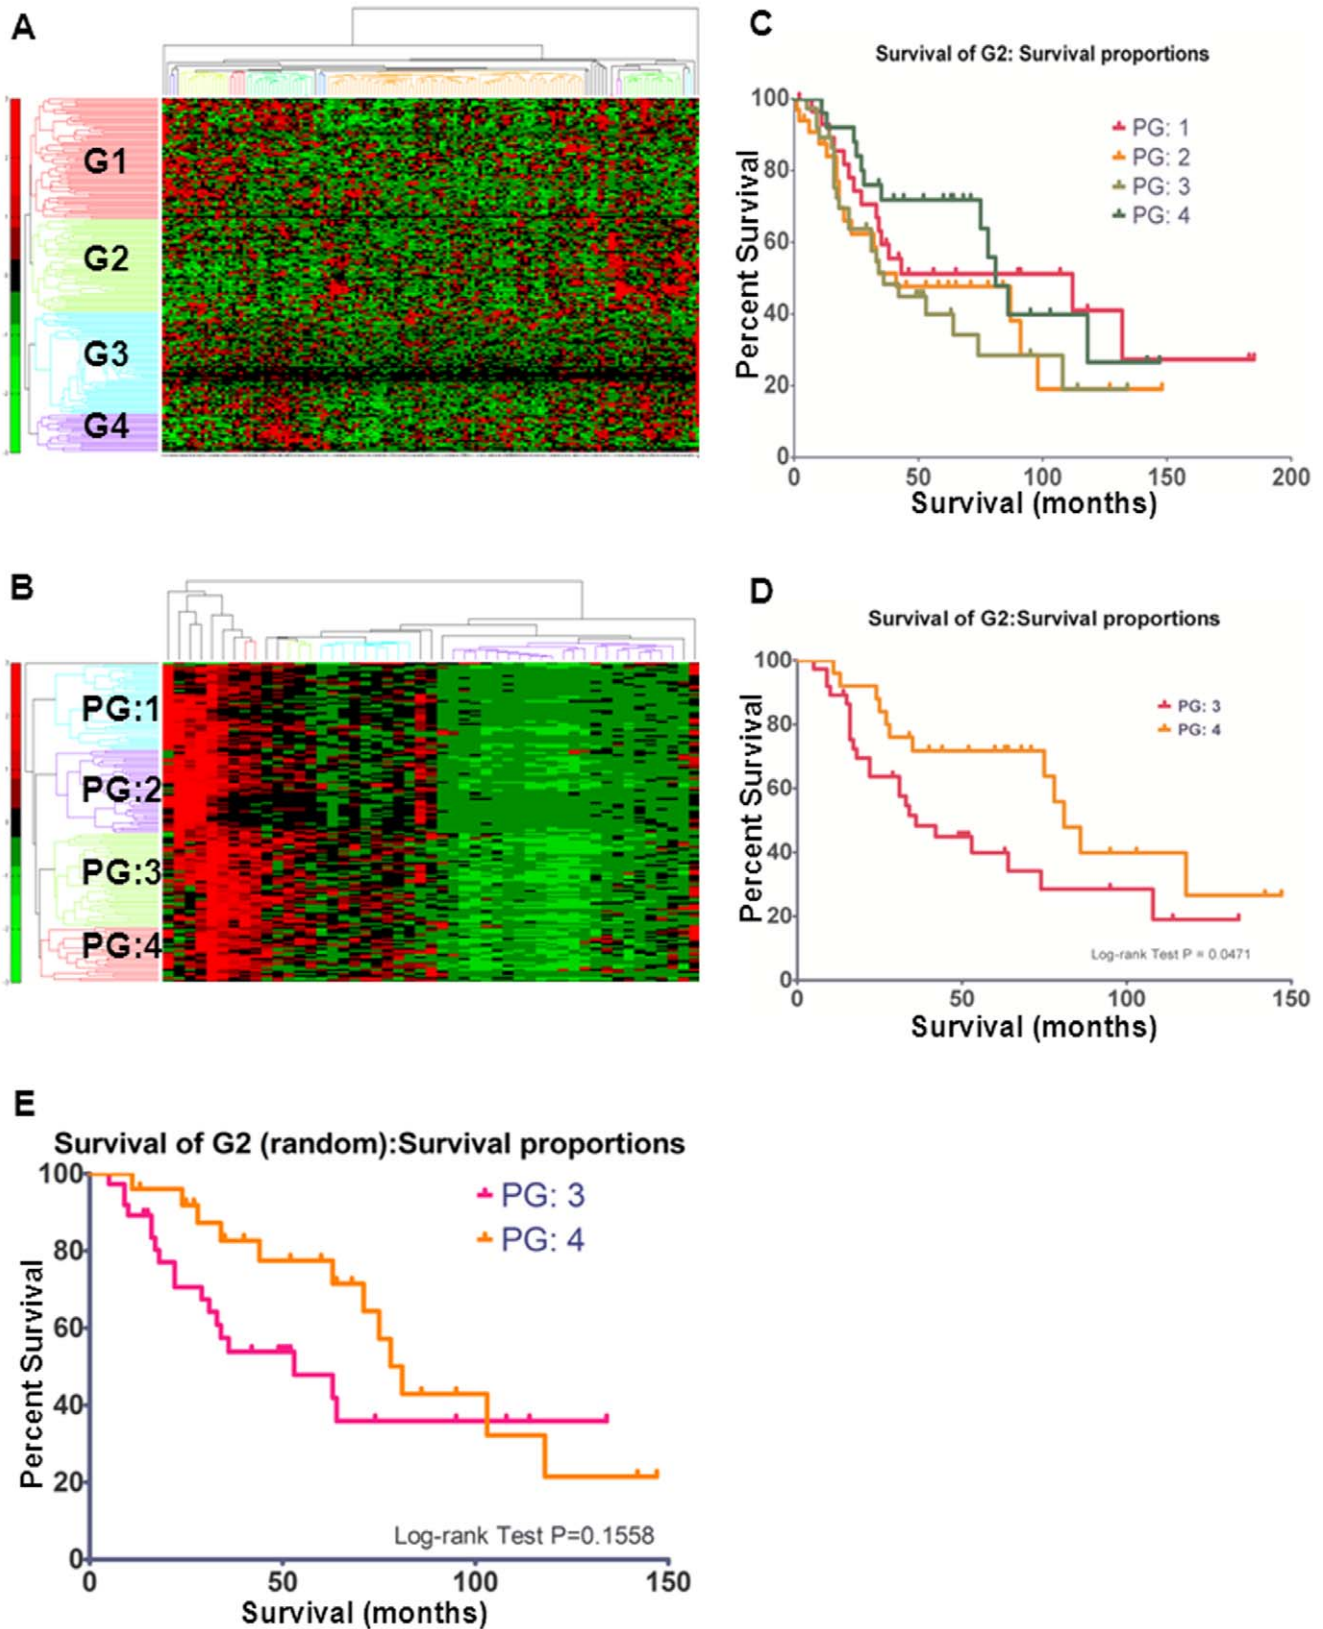 A
G1
G2
G3
G4
C
Survival of G2: Survival proportions
PG: 1
PG: 2
PG: 3
PG: 4
Percent Survival
100
80
60
40
20
0
0 50 100 150 200
Survival (months)
B
PG:1
PG:2
PG:3
PG:4
D
Survival of G2:Survival proportions
PG: 3
PG: 4
Percent Survival
100
80
60
40
20
0
Log-rank Test P = 0.0471
0 50 100 150
Survival (months)
E
Survival of G2 (random):Survival proportions
PG: 3
PG: 4
Percent Survival
100
80
60
40
20
0
Log-rank Test P=0.1558
0 50 100 150
Survival (months)